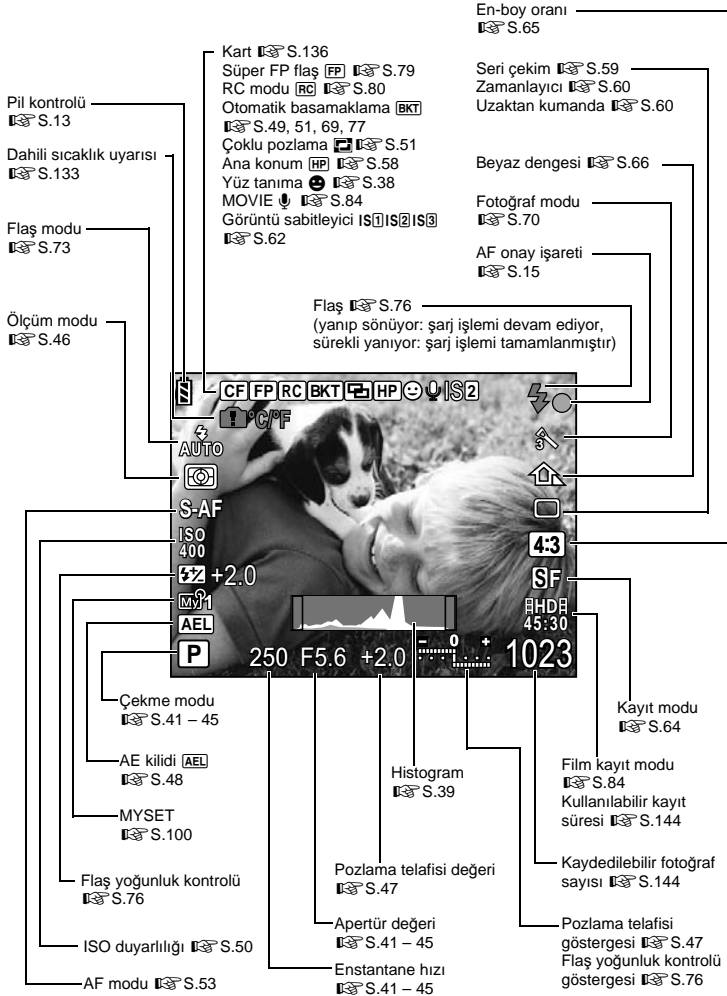 En-boy oranı
☞ S.65
Kart ☞ S.136
Süper FP flaş FP ☞ S.79
RC modu RC ☞ S.80
Otomatik basamaklama BKT
☞ S.49, 51, 69, 77
Çoklu pozlama ☞ S.51
Ana konum HP ☞ S.58
Yüz tanıma ☞ S.38
MOVIE ☞ S.84
Görüntü sabitleyici IS1 IS2 IS3
☞ S.62
Seri çekim ☞ S.59
Zamanlayıcı ☞ S.60
Uzaktan kumanda ☞ S.60
Pil kontrolü
☞ S.13
Dahili sıcaklık uyarısı
☞ S.133
Flaş modu
☞ S.73
Ölçüm modu
☞ S.46
Beyaz dengesi ☞ S.66
Fotoğraf modu
☞ S.70
AF onay işareti
☞ S.15
Flaş ☞ S.76
(yanıp sönüyor: şarj işlemi devam ediyor,
sürekli yanıyor: şarj işlemi tamamlanmıştır)
CF FP RC BKT HP IS 2
°C/°F
AUTO
3
S-AF
ISO
400
4:3
+2.0
SF
My 1
HD
45:30
AEL
P 250 F5.6 +2.0 - 0 + 1023
Çekme modu
☞ S.41 – 45
AE kilidi AEL
☞ S.48
MYSET
☞ S.100
Flaş yoğunluk kontrolü
☞ S.76
ISO duyarlılığı ☞ S.50
AF modu ☞ S.53
Histogram
☞ S.39
Pozlama telafisi değeri
☞ S.47
Apertür değeri
☞ S.41 – 45
Enstantane hızı
☞ S.41 – 45
Kayıt modu
☞ S.64
Film kayıt modu
☞ S.84
Kullanılabilir kayıt
süresi ☞ S.144
Kaydedilebilir fotoğraf
sayısı ☞ S.144
Pozlama telafisi
göstergesi ☞ S.47
Flaş yoğunluk kontrolü
göstergesi ☞ S.76